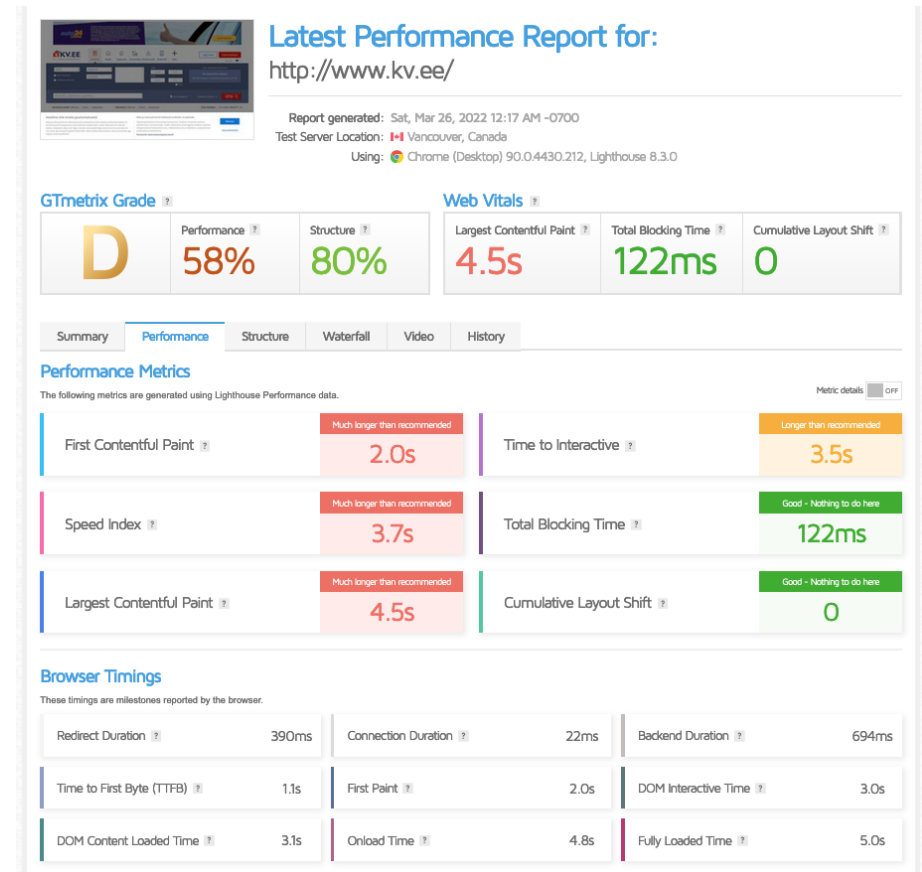 KV.EE
Latest Performance Report for:
http://www.kv.ee/
Report generated: Sat, Mar 26, 2022 12:17 AM -0700
Test Server Location: Vancouver, Canada
Using: Chrome (Desktop) 90.0.4430.212, Lighthouse 8.3.0
GTmetrix Grade ?
Web Vitals ?
D
Performance ?
58%
Structure ?
80%
Largest Contentful Paint ?
4.5s
Total Blocking Time ?
122ms
Cumulative Layout Shift ?
0
Summary Performance Structure Waterfall Video History
Performance Metrics
The following metrics are generated using Lighthouse Performance data.
Metric details OFF
First Contentful Paint ?
Much longer than recommended
2.0s
Time to Interactive ?
Longer than recommended
3.5s
Speed Index ?
Much longer than recommended
3.7s
Total Blocking Time ?
Good - Nothing to do here
122ms
Largest Contentful Paint ?
Much longer than recommended
4.5s
Cumulative Layout Shift ?
Good - Nothing to do here
0
Browser Timings
These timings are milestones reported by the browser.
Redirect Duration ? 390ms
Connection Duration ? 22ms
Backend Duration ? 694ms
Time to First Byte (TTFB) ? 1.1s
First Paint ? 2.0s
DOM Interactive Time ? 3.0s
DOM Content Loaded Time ? 3.1s
Onload Time ? 4.8s
Fully Loaded Time ? 5.0s